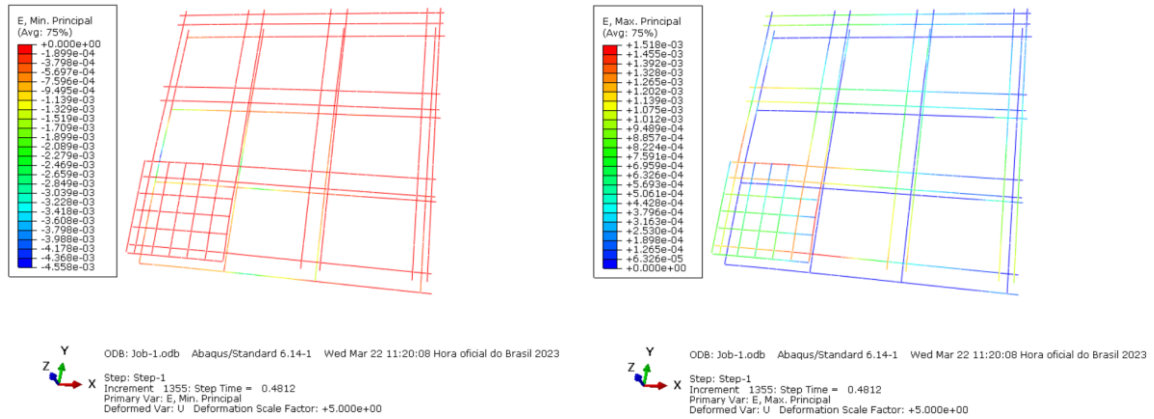 E, Min. Principal
(Avg: 75%)
+0.000e+00
-1.899e-04
-3.798e-04
-5.697e-04
-7.596e-04
-9.495e-04
-1.139e-03
-1.329e-03
-1.519e-03
-1.709e-03
-1.899e-03
-2.089e-03
-2.279e-03
-2.469e-03
-2.659e-03
-2.849e-03
-3.039e-03
-3.228e-03
-3.418e-03
-3.608e-03
-3.798e-03
-3.988e-03
-4.178e-03
-4.368e-03
-4.558e-03
Y
Z
X
ODB: Job-1.odb Abaqus/Standard 6.14-1 Wed Mar 22 11:20:08 Hora oficial do Brasil 2023
Step: Step-1
Increment 1355: Step Time = 0.4812
Primary Var: E, Min. Principal
Deformed Var: U Deformation Scale Factor: +5.000e+00
E, Max. Principal
(Avg: 75%)
+1.518e-03
+1.455e-03
+1.392e-03
+1.328e-03
+1.265e-03
+1.202e-03
+1.139e-03
+1.075e-03
+1.012e-03
+9.489e-04
+8.857e-04
+8.224e-04
+7.591e-04
+6.959e-04
+6.326e-04
+5.693e-04
+5.061e-04
+4.428e-04
+3.796e-04
+3.163e-04
+2.530e-04
+1.898e-04
+1.265e-04
+6.326e-05
+0.000e+00
Y
Z
X
ODB: Job-1.odb Abaqus/Standard 6.14-1 Wed Mar 22 11:20:08 Hora oficial do Brasil 2023
Step: Step-1
Increment 1355: Step Time = 0.4812
Primary Var: E, Max. Principal
Deformed Var: U Deformation Scale Factor: +5.000e+00